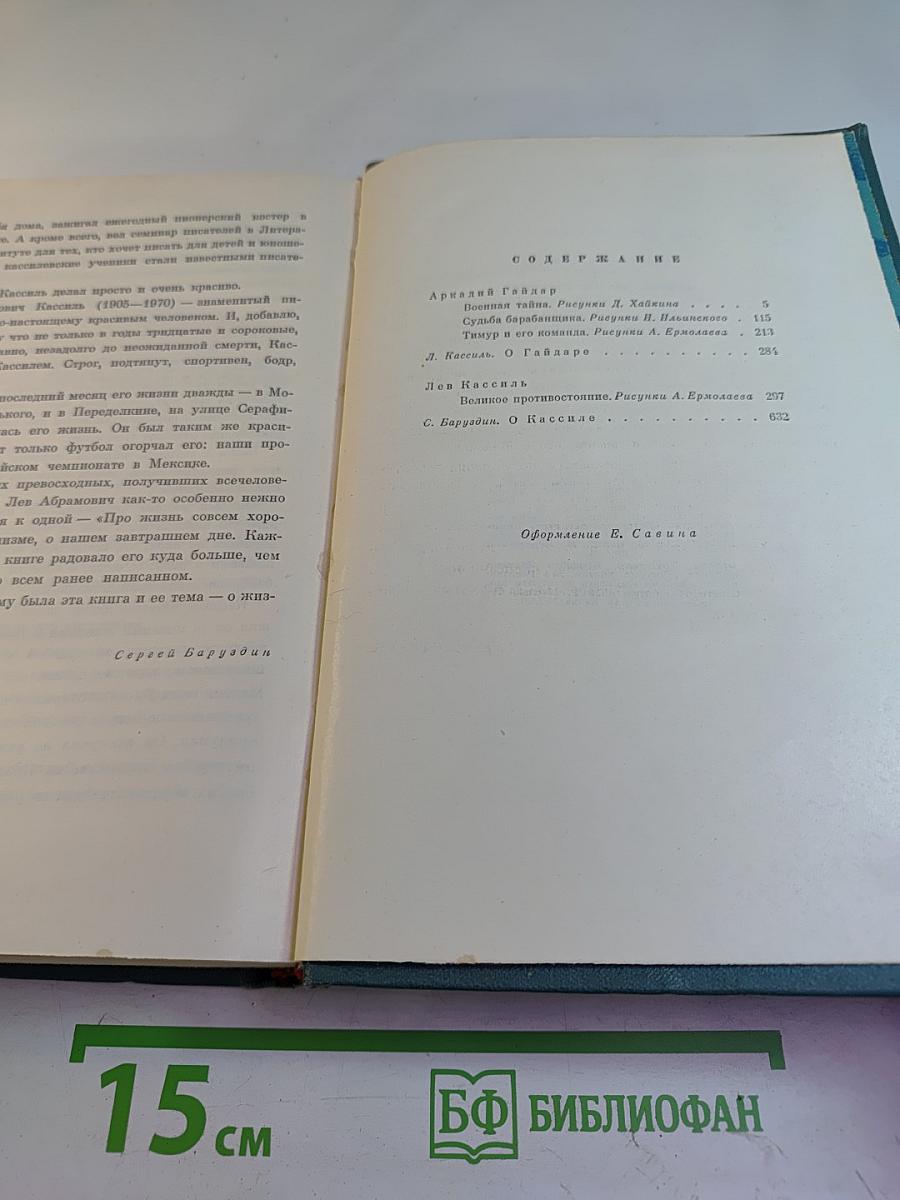 дома, зажигал ежегодный пионерский костер в
е. А кроме всего, вел семинар писателей в Литера-
итуте для тех, кто хочет писать для детей и юноше-
кассилевские ученики стали известными писате-
Кассиль делал просто и очень красиво.
ович Кассиль (1905—1970) — знаменитый пи-
о-настоящему красивым человеком. И, добавлю,
у что не только в годы тридцатые и сороковые,
авно, незадолго до неожиданной смерти, Кас-
Кассилем. Строг, подтянут, спортивен, бодр,
последний месяц его жизни дважды — в Мо-
ького, и в Переделкине, на улице Серафи-
ась его жизнь. Он был таким же краси-
т только футбол огорчал его: наши про-
йском чемпионате в Мексике.
х превосходных, получивших всечелове-
Лев Абрамович как-то особенно нежно
я к одной — «Про жизнь совсем хоро-
изме, о нашем завтрашнем дне. Каж-
книге радовало его куда больше, чем
о всем ранее написанном.
му была эта книга и ее тема — о жиз-
Сергей Баруздин
СОДЕРЖАНИЕ
Аркадий Гайдар
Военная тайна. Рисунки Д. Хайкина . . . . 5
Судьба барабанщика. Рисунки И. Ильинского . 115
Тимур и его команда. Рисунки А. Ермолаева . 213
Л. Кассиль. О Гайдаре . . . . . . . . . . 284
Лев Кассиль
Великое противостояние. Рисунки А. Ермолаева 297
С. Баруздин. О Кассиле . . . . . . . . . . 632
Оформление Е. Савина
15 см
БФ БИБЛИОФАН